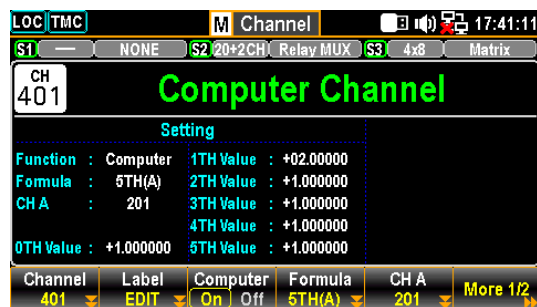 LOC TMC M Channel 17:41:11
S1 — NONE S2 20+2CH Relay MUX S3 4x8 Matrix
CH
401
Computer Channel
Setting
Function : Computer 1TH Value : +02.00000
Formula : 5TH(A) 2TH Value : +1.000000
CH A : 201 3TH Value : +1.000000
4TH Value : +1.000000
0TH Value : +1.000000 5TH Value : +1.000000
Channel Label Computer Formula CH A More 1/2
401 EDIT On Off 5TH(A) 201